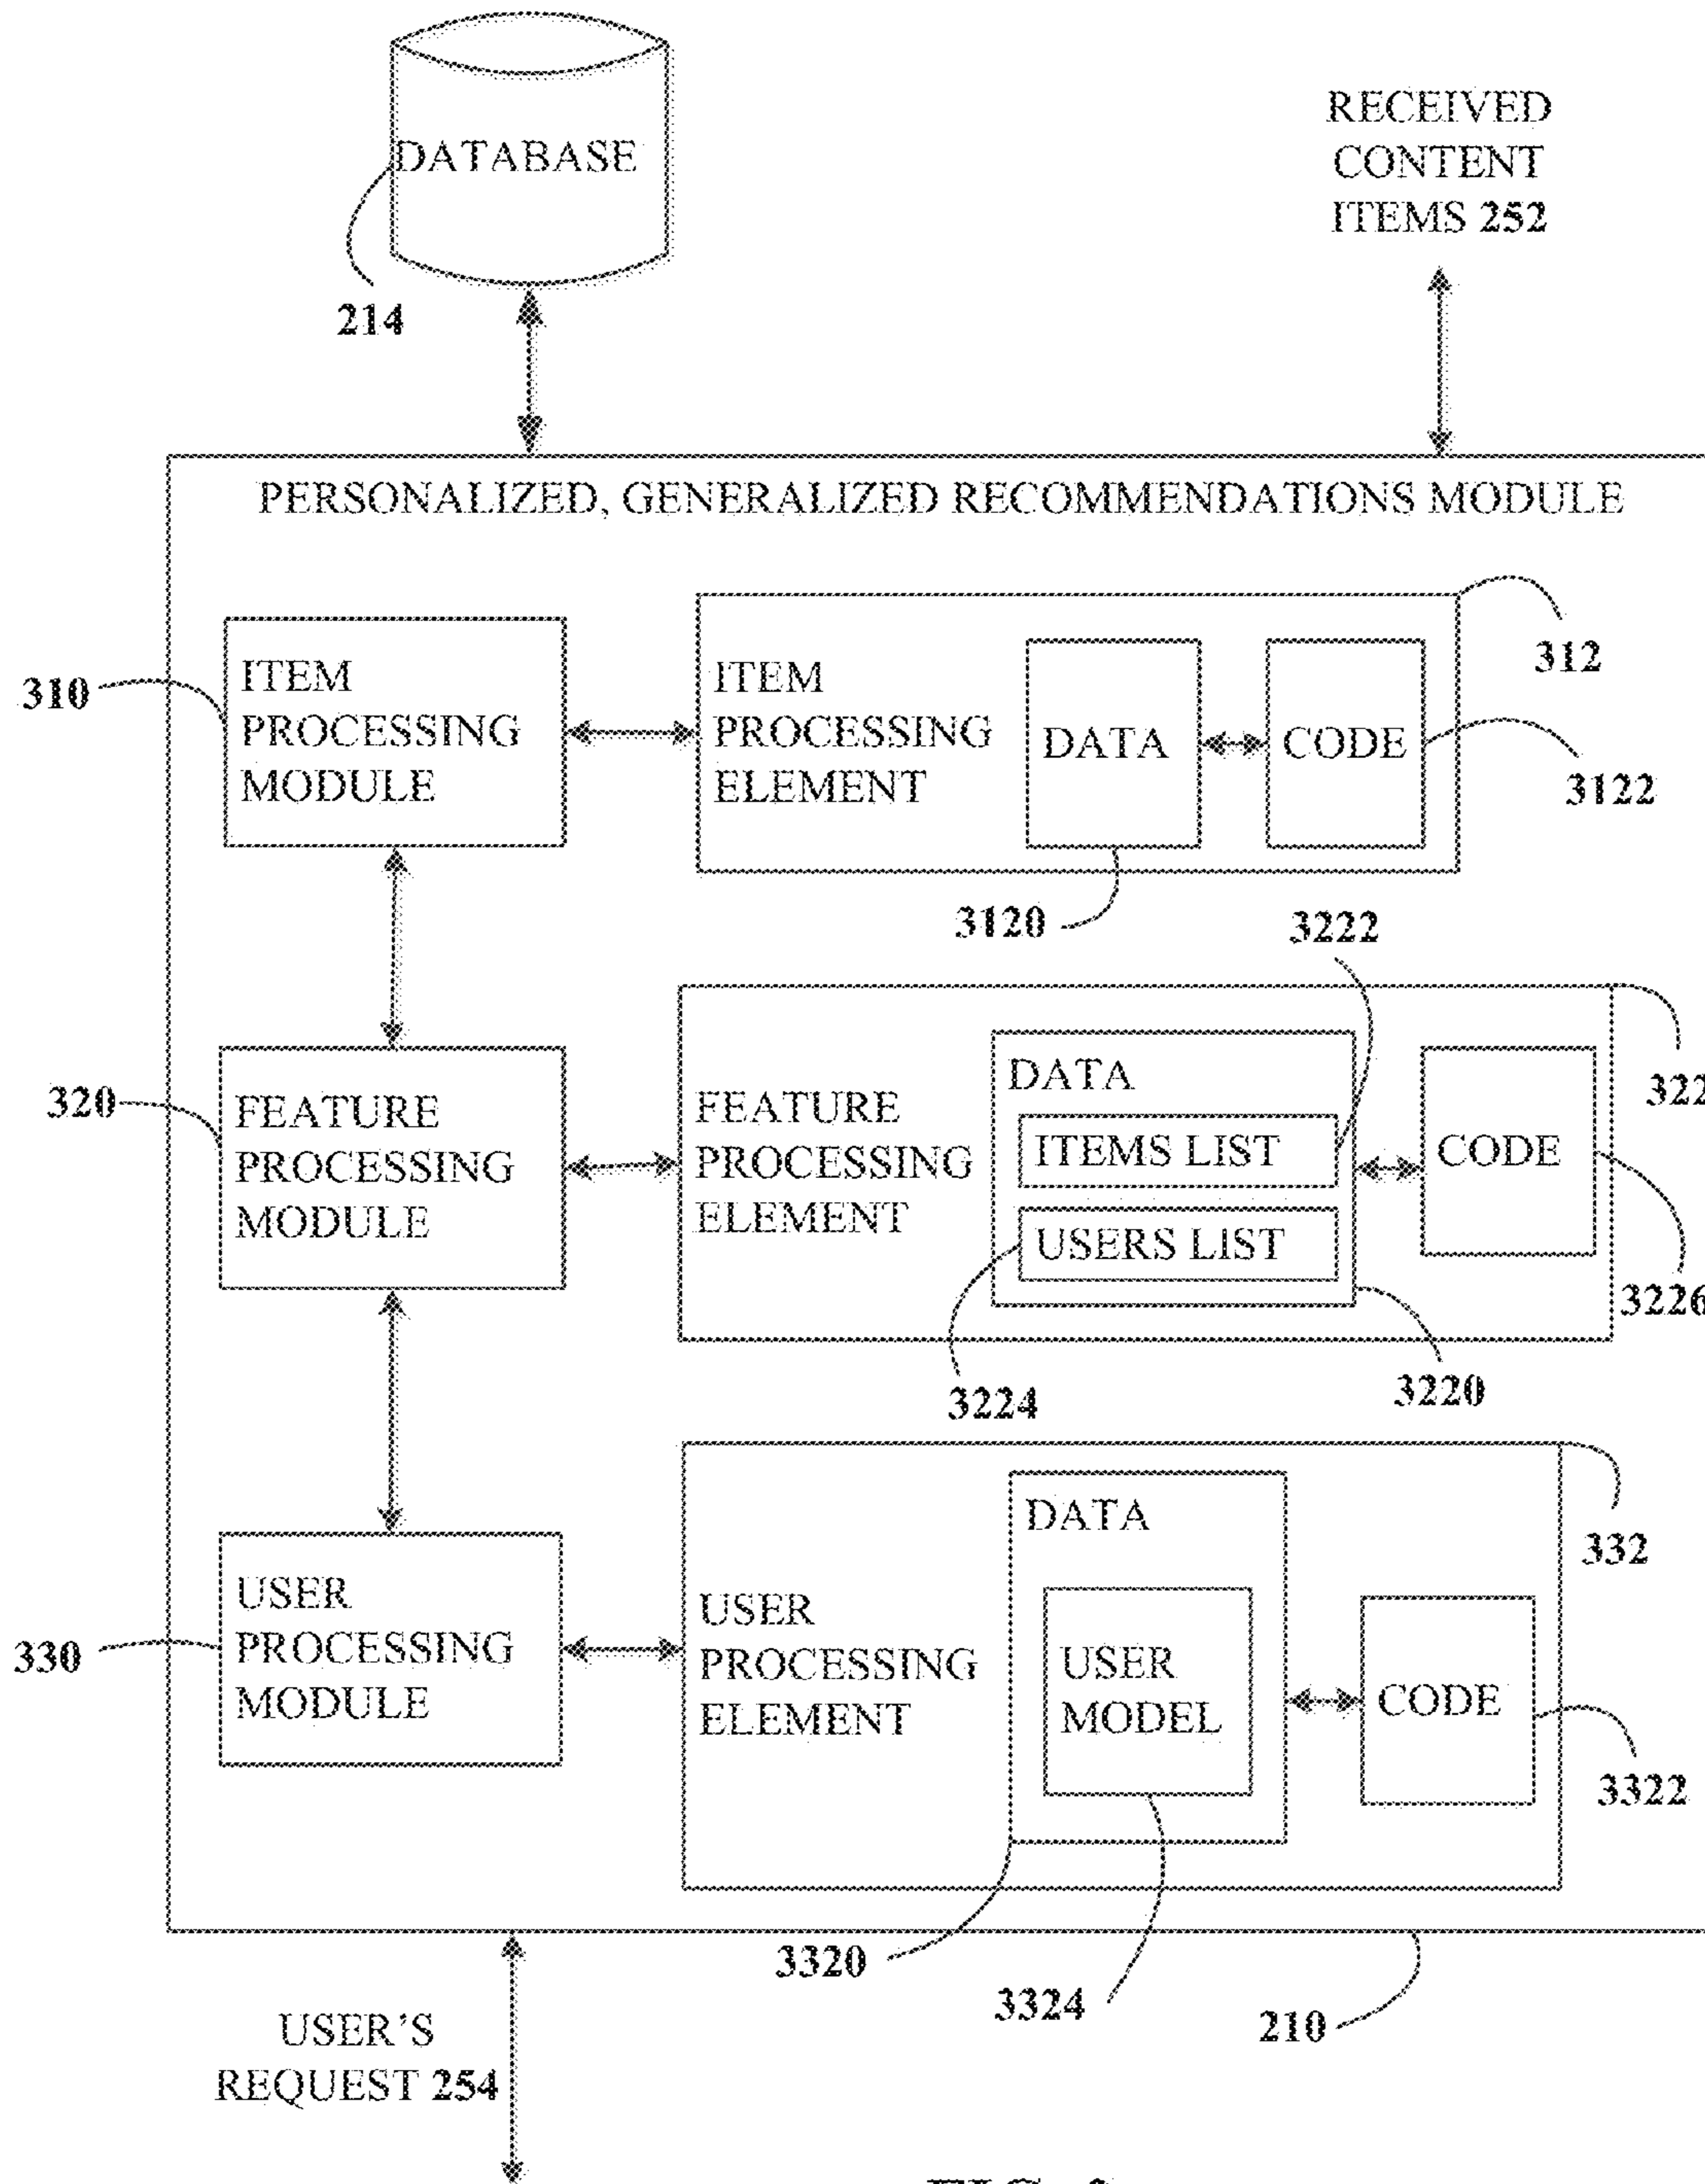 DATABASE
214
RECEIVED
CONTENT
ITEMS 252
PERSONALIZED, GENERALIZED RECOMMENDATIONS MODULE
310
ITEM
PROCESSING
MODULE
ITEM
PROCESSING
ELEMENT
DATA
CODE
312
3122
3120
3222
320
FEATURE
PROCESSING
MODULE
FEATURE
PROCESSING
ELEMENT
DATA
ITEMS LIST
USERS LIST
CODE
322
3226
3224
3220
330
USER
PROCESSING
MODULE
USER
PROCESSING
ELEMENT
DATA
USER
MODEL
CODE
332
3322
3320
3324
210
USER'S
REQUEST 254